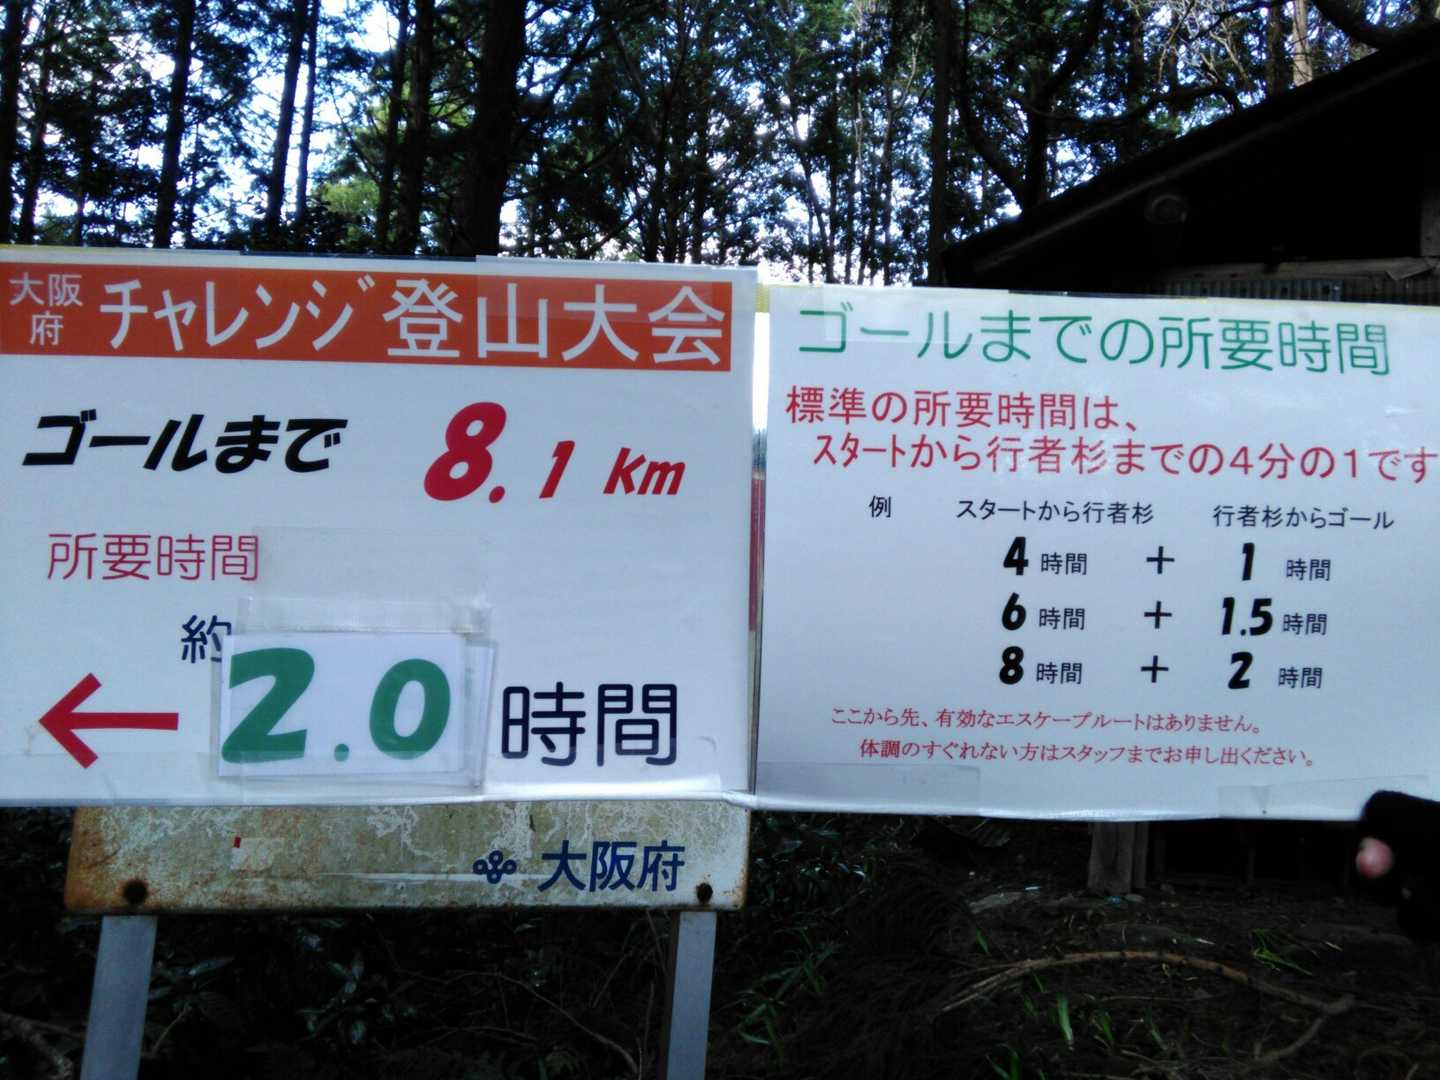 大阪府 チャレンジ登山大会
ゴールまで 8.1 km
所要時間
約 2.0 時間
←
大阪府
ゴールまでの所要時間
標準の所要時間は、
スタートから行者杉までの4分の1です
例 スタートから行者杉 行者杉からゴール
4 時間 + 1 時間
6 時間 + 1.5 時間
8 時間 + 2 時間
ここから先、有効なエスケープルートはありません。
体調のすぐれない方はスタッフまでお申し出ください。